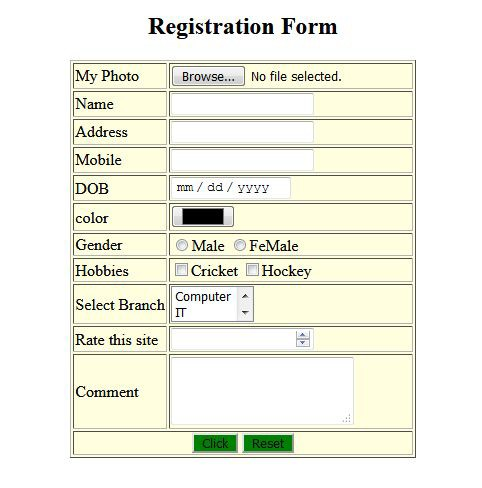 Registration Form
My Photo Browse... No file selected.
Name
Address
Mobile
DOB mm / dd / yyyy
color
Gender Male FeMale
Hobbies Cricket Hockey
Select Branch Computer
IT
Rate this site
Comment
Click Reset